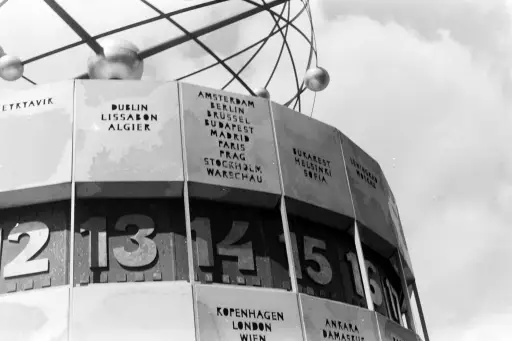 DUBLIN
LISSABON
ALGIER
AMSTERDAM
BERLIN
BRÜSSEL
BUDAPEST
MADRID
PARIS
PRAG
STOCKHOLM
WARSCHAU
BUKAREST
HELSINKI
SOFIA
12
13
14
15
16
KOPENHAGEN
LONDON
WIEN
ANKARA
DAMASKUS